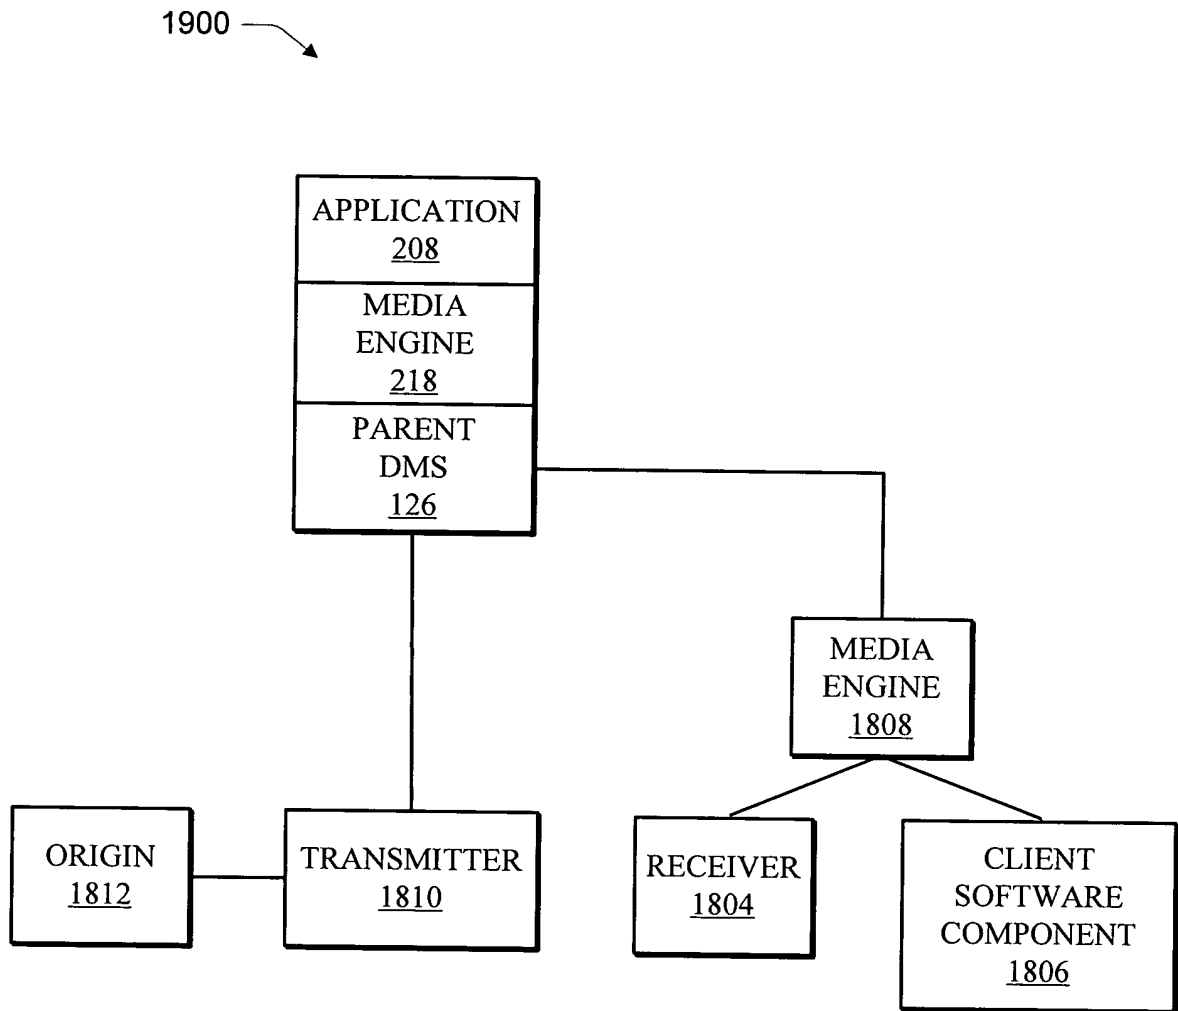 1900
APPLICATION
208
MEDIA
ENGINE
218
PARENT
DMS
126
MEDIA
ENGINE
1808
ORIGIN
1812
TRANSMITTER
1810
RECEIVER
1804
CLIENT
SOFTWARE
COMPONENT
1806